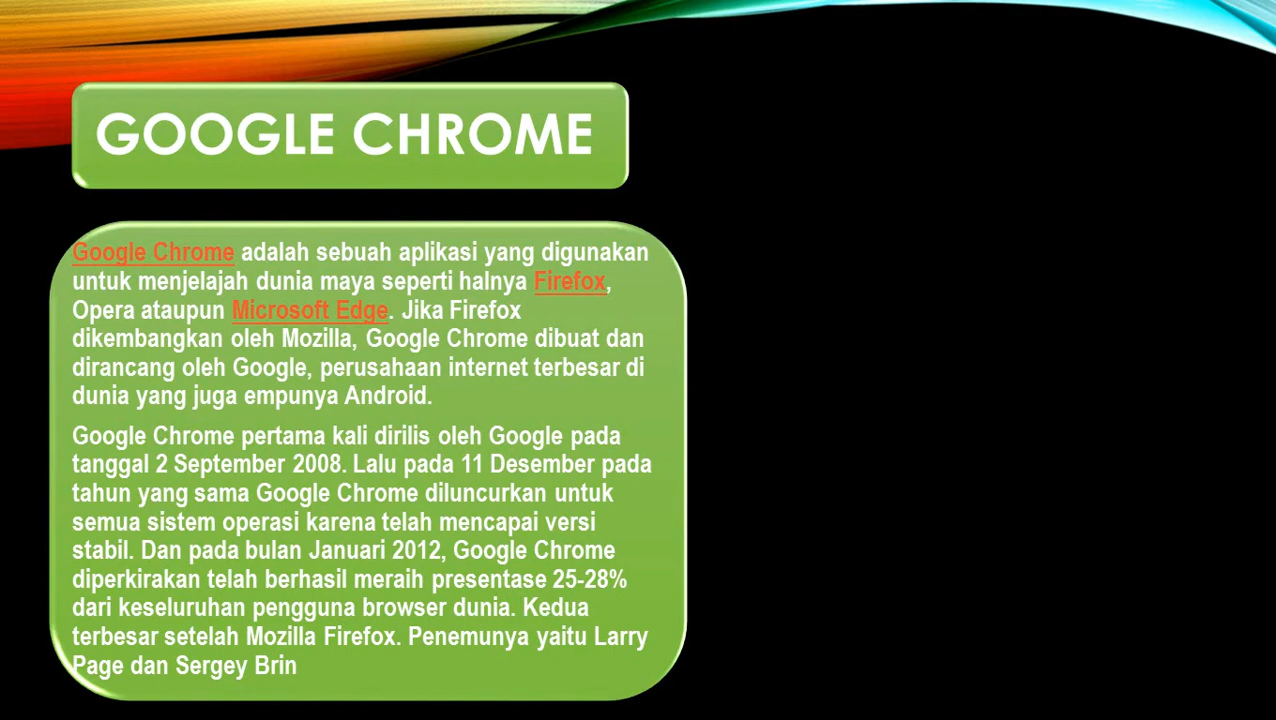 GOOGLE CHROME
Google Chrome adalah sebuah aplikasi yang digunakan
untuk menjelajah dunia maya seperti halnya Firefox,
Opera ataupun Microsoft Edge. Jika Firefox
dikembangkan oleh Mozilla, Google Chrome dibuat dan
dirancang oleh Google, perusahaan internet terbesar di
dunia yang juga empunya Android.
Google Chrome pertama kali dirilis oleh Google pada
tanggal 2 September 2008. Lalu pada 11 Desember pada
tahun yang sama Google Chrome diluncurkan untuk
semua sistem operasi karena telah mencapai versi
stabil. Dan pada bulan Januari 2012, Google Chrome
diperkirakan telah berhasil meraih presentase 25-28%
dari keseluruhan pengguna browser dunia. Kedua
terbesar setelah Mozilla Firefox. Penemunya yaitu Larry
Page dan Sergey Brin